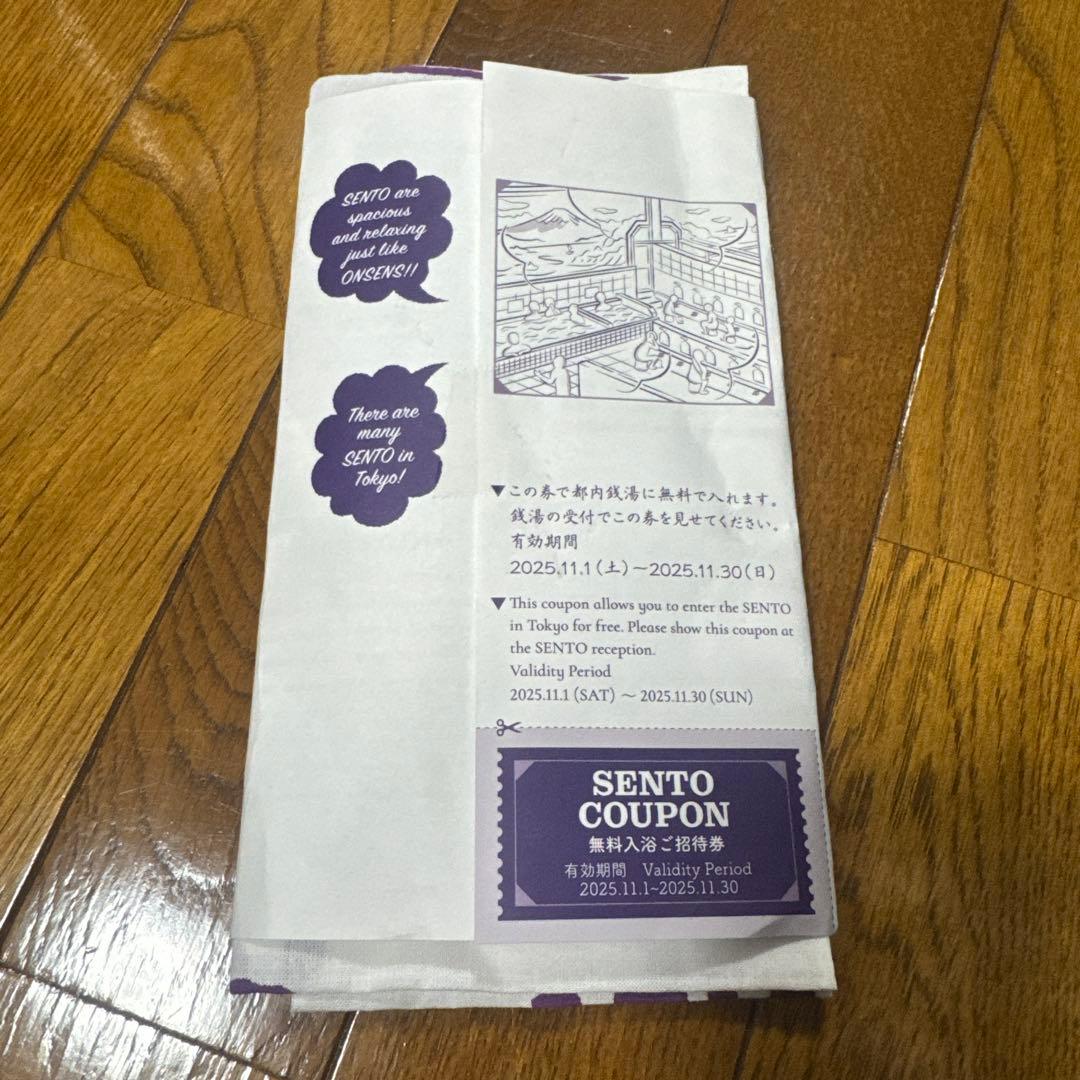 SENTO are
spacious
and relaxing
just like
ONSENS!!
There are
many
SENTO in
Tokyo!
▼この券で都内銭湯に無料で入れます。
銭湯の受付でこの券を見せてください。
有効期間
2025.11.1(土)〜2025.11.30(日)
▼This coupon allows you to enter the SENTO
in Tokyo for free. Please show this coupon at
the SENTO reception.
Validity Period
2025.11.1 (SAT) 〜 2025.11.30 (SUN)
SENTO
COUPON
無料入浴ご招待券
有効期間 Validity Period
2025.11.1~2025.11.30